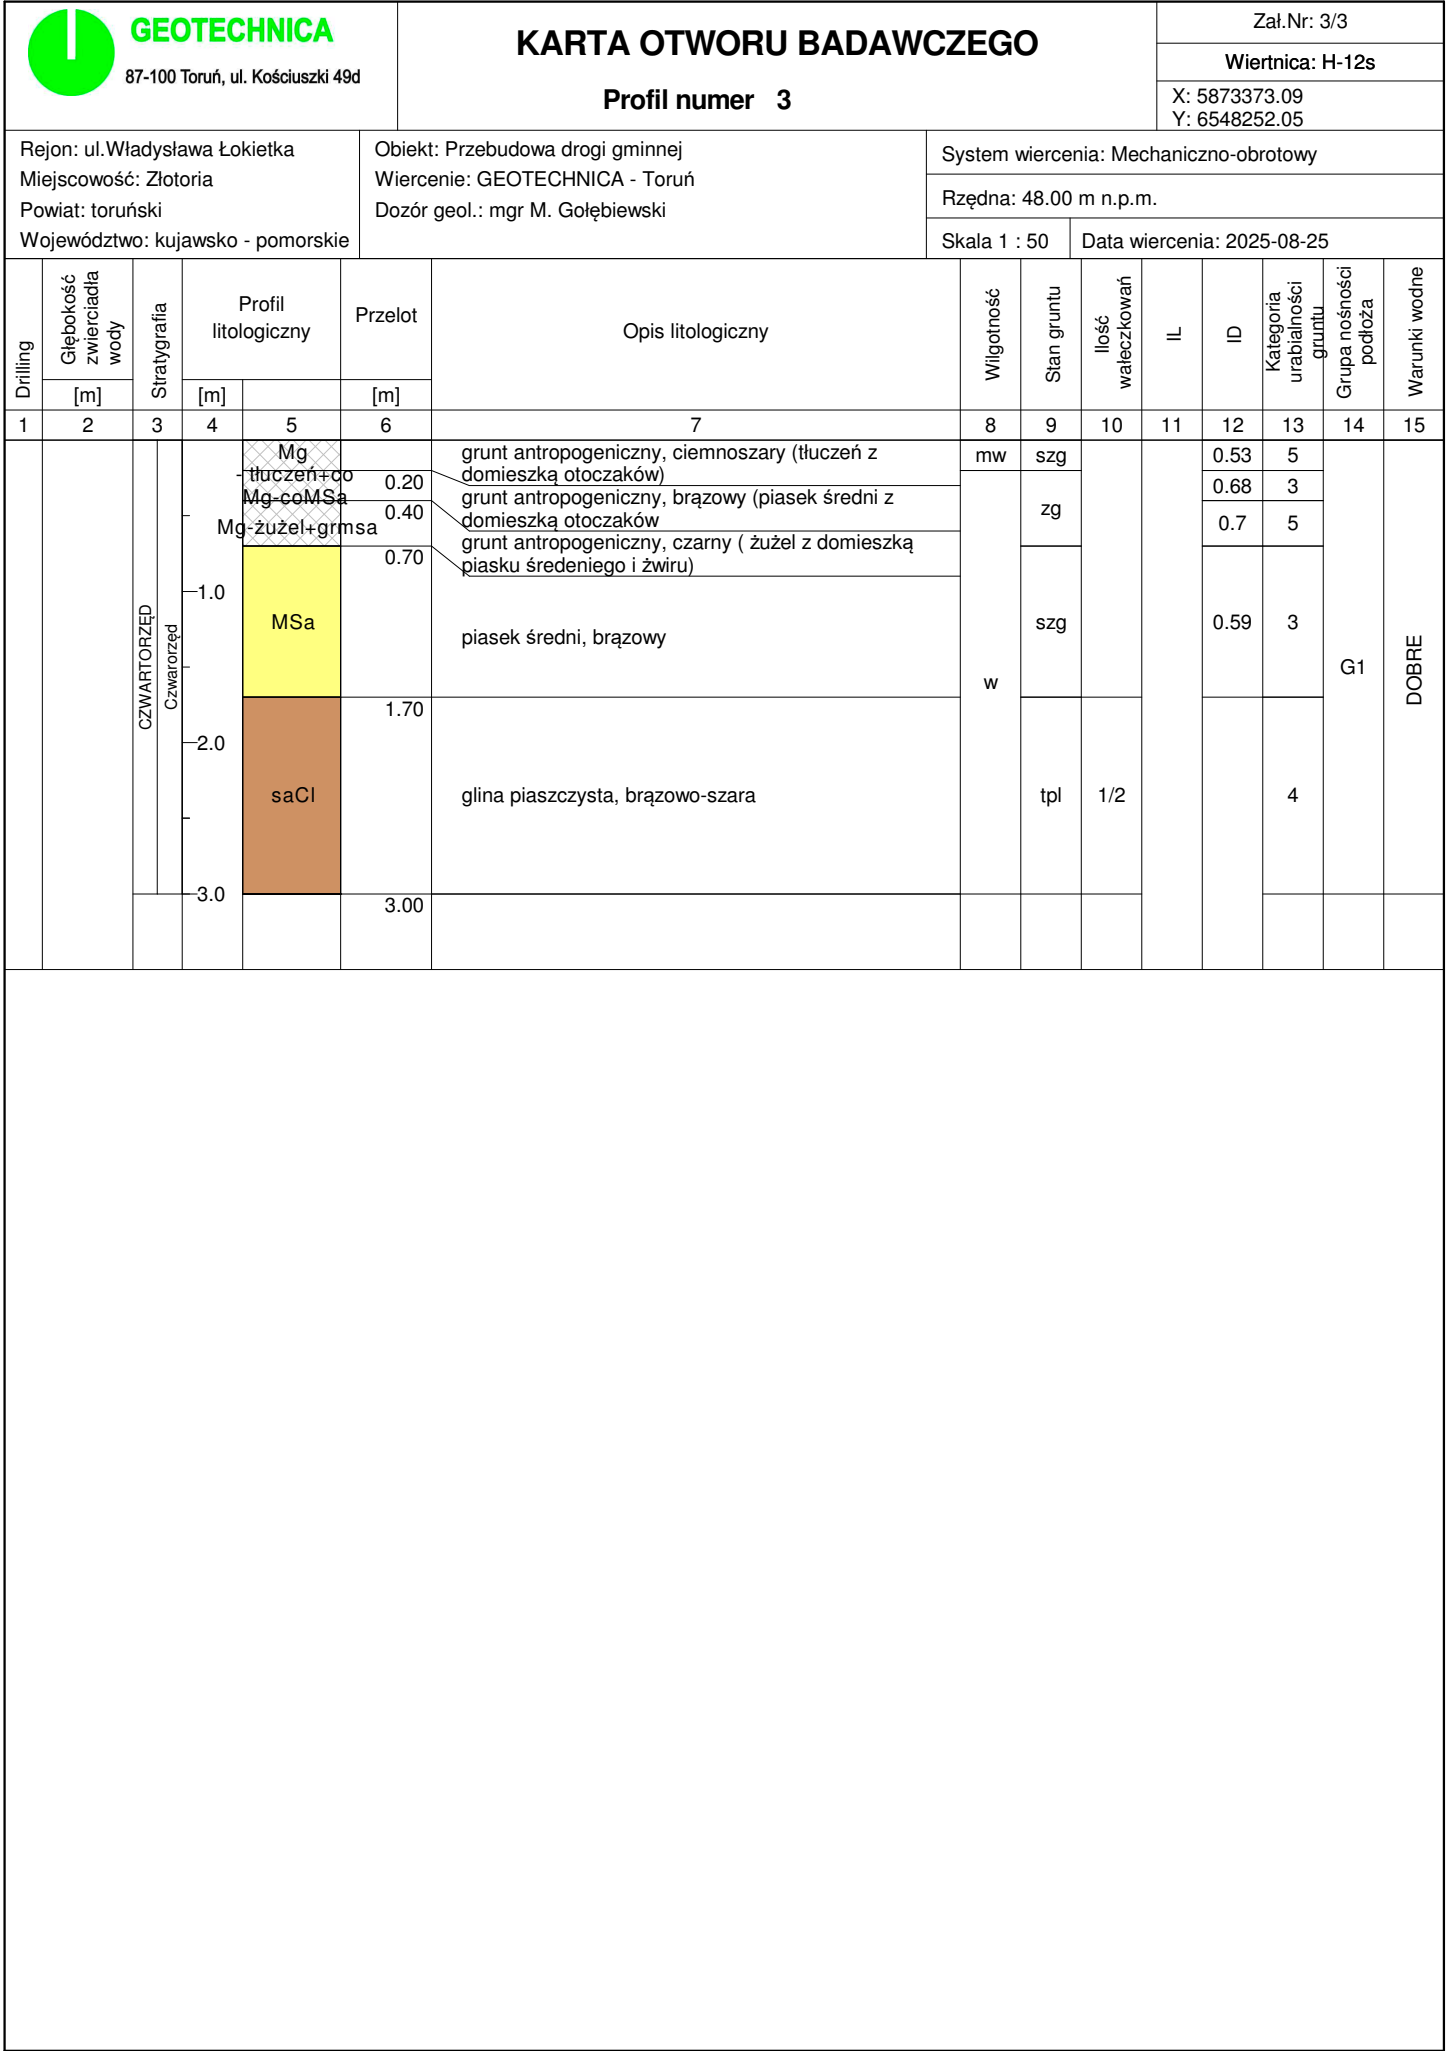 GEOTECHNICA
87-100 Toruń, ul. Kościuszki 49d
KARTA OTWORU BADAWCZEGO
Profil numer 3
Zał.Nr: 3/3
Wiertnica: H-12s
X: 5873373.09
Y: 6548252.05
Rejon: ul.Władysława Łokietka
Miejscowość: Złotoria
Powiat: toruński
Województwo: kujawsko - pomorskie
Obiekt: Przebudowa drogi gminnej
Wiercenie: GEOTECHNICA - Toruń
Dozór geol.: mgr M. Gołębiewski
System wiercenia: Mechaniczno-obrotowy
Rzędna: 48.00 m n.p.m.
Skala 1 : 50
Data wiercenia: 2025-08-25
Drilling
Głębokość
zwierciadła
wody
[m]
Stratygrafia
Profil
litologiczny
[m]
Przelot
[m]
Opis litologiczny
Wilgotność
Stan gruntu
Ilość
wałeczkowań
IL
ID
Kategoria
urabialności
gruntu
Grupa nośności
podłoża
Warunki wodne
1 2 3 4 5 6 7 8 9 10 11 12 13 14 15
CZWARTORZĘD
Czwarorzęd
1.0
2.0
3.0
Mg
- tłuczeń+co
Mg-coMSa
Mg-żużel+grmsa
MSa
saCl
0.20
0.40
0.70
1.70
3.00
grunt antropogeniczny, ciemnoszary (tłuczeń z
domieszką otoczaków)
grunt antropogeniczny, brązowy (piasek średni z
domieszką otoczaków
grunt antropogeniczny, czarny ( żużel z domieszką
piasku średeniego i żwiru)
piasek średni, brązowy
glina piaszczysta, brązowo-szara
mw
w
szg
zg
szg
tpl
1/2
0.53
0.68
0.7
0.59
5
3
5
3
4
G1
DOBRE